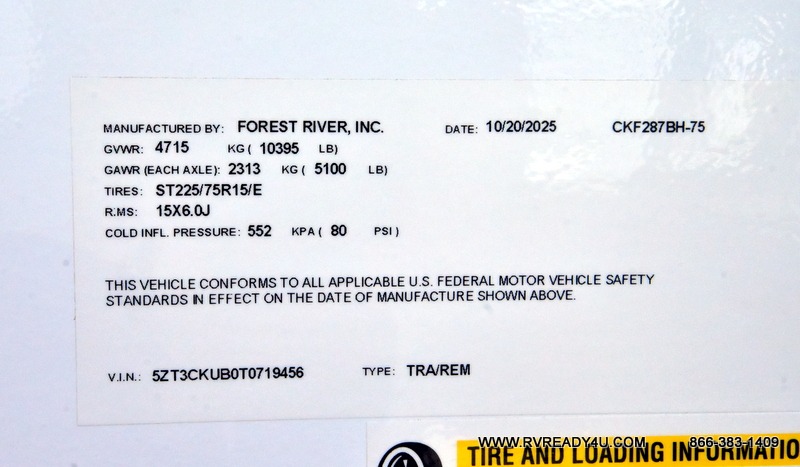 MANUFACTURED BY: FOREST RIVER, INC. DATE: 10/20/2025 CKF287BH-75
GVWR: 4715 KG ( 10395 LB)
GAWR (EACH AXLE): 2313 KG ( 5100 LB)
TIRES: ST225/75R15/E
RIMS: 15X6.0J
COLD INFL. PRESSURE: 552 KPA ( 80 PSI )
THIS VEHICLE CONFORMS TO ALL APPLICABLE U.S. FEDERAL MOTOR VEHICLE SAFETY
STANDARDS IN EFFECT ON THE DATE OF MANUFACTURE SHOWN ABOVE.
V.I.N.: 5ZT3CKUB0T0719456 TYPE: TRA/REM
WWW.RVREADY4U.COM 866-383-1409
TIRE AND LOADING INFORMATIO